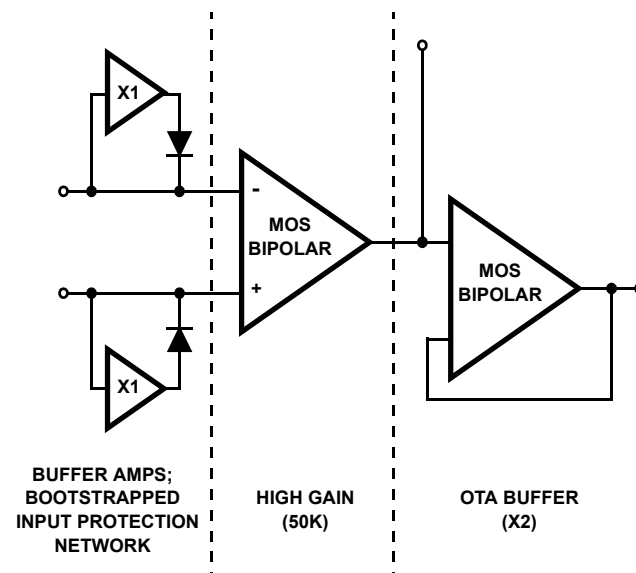 X1
-
MOS
BIPOLAR
+
MOS
BIPOLAR
X1
BUFFER AMPS;
BOOTSTRAPPED
INPUT PROTECTION
NETWORK
HIGH GAIN
(50K)
OTA BUFFER
(X2)